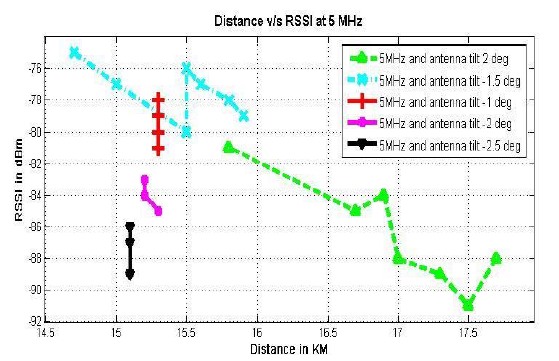 Distance v/s RSSI at 5 MHz
5MHz and antenna tilt 2 deg
5MHz and antenna tilt -1.5 deg
5MHz and antenna tilt -1 deg
5MHz and antenna tilt -2 deg
5MHz and antenna tilt -2.5 deg
RSSI in dBm
-76
-78
-80
-82
-84
-86
-88
-90
-92
14.5 15 15.5 16 16.5 17 17.5
Distance in KM